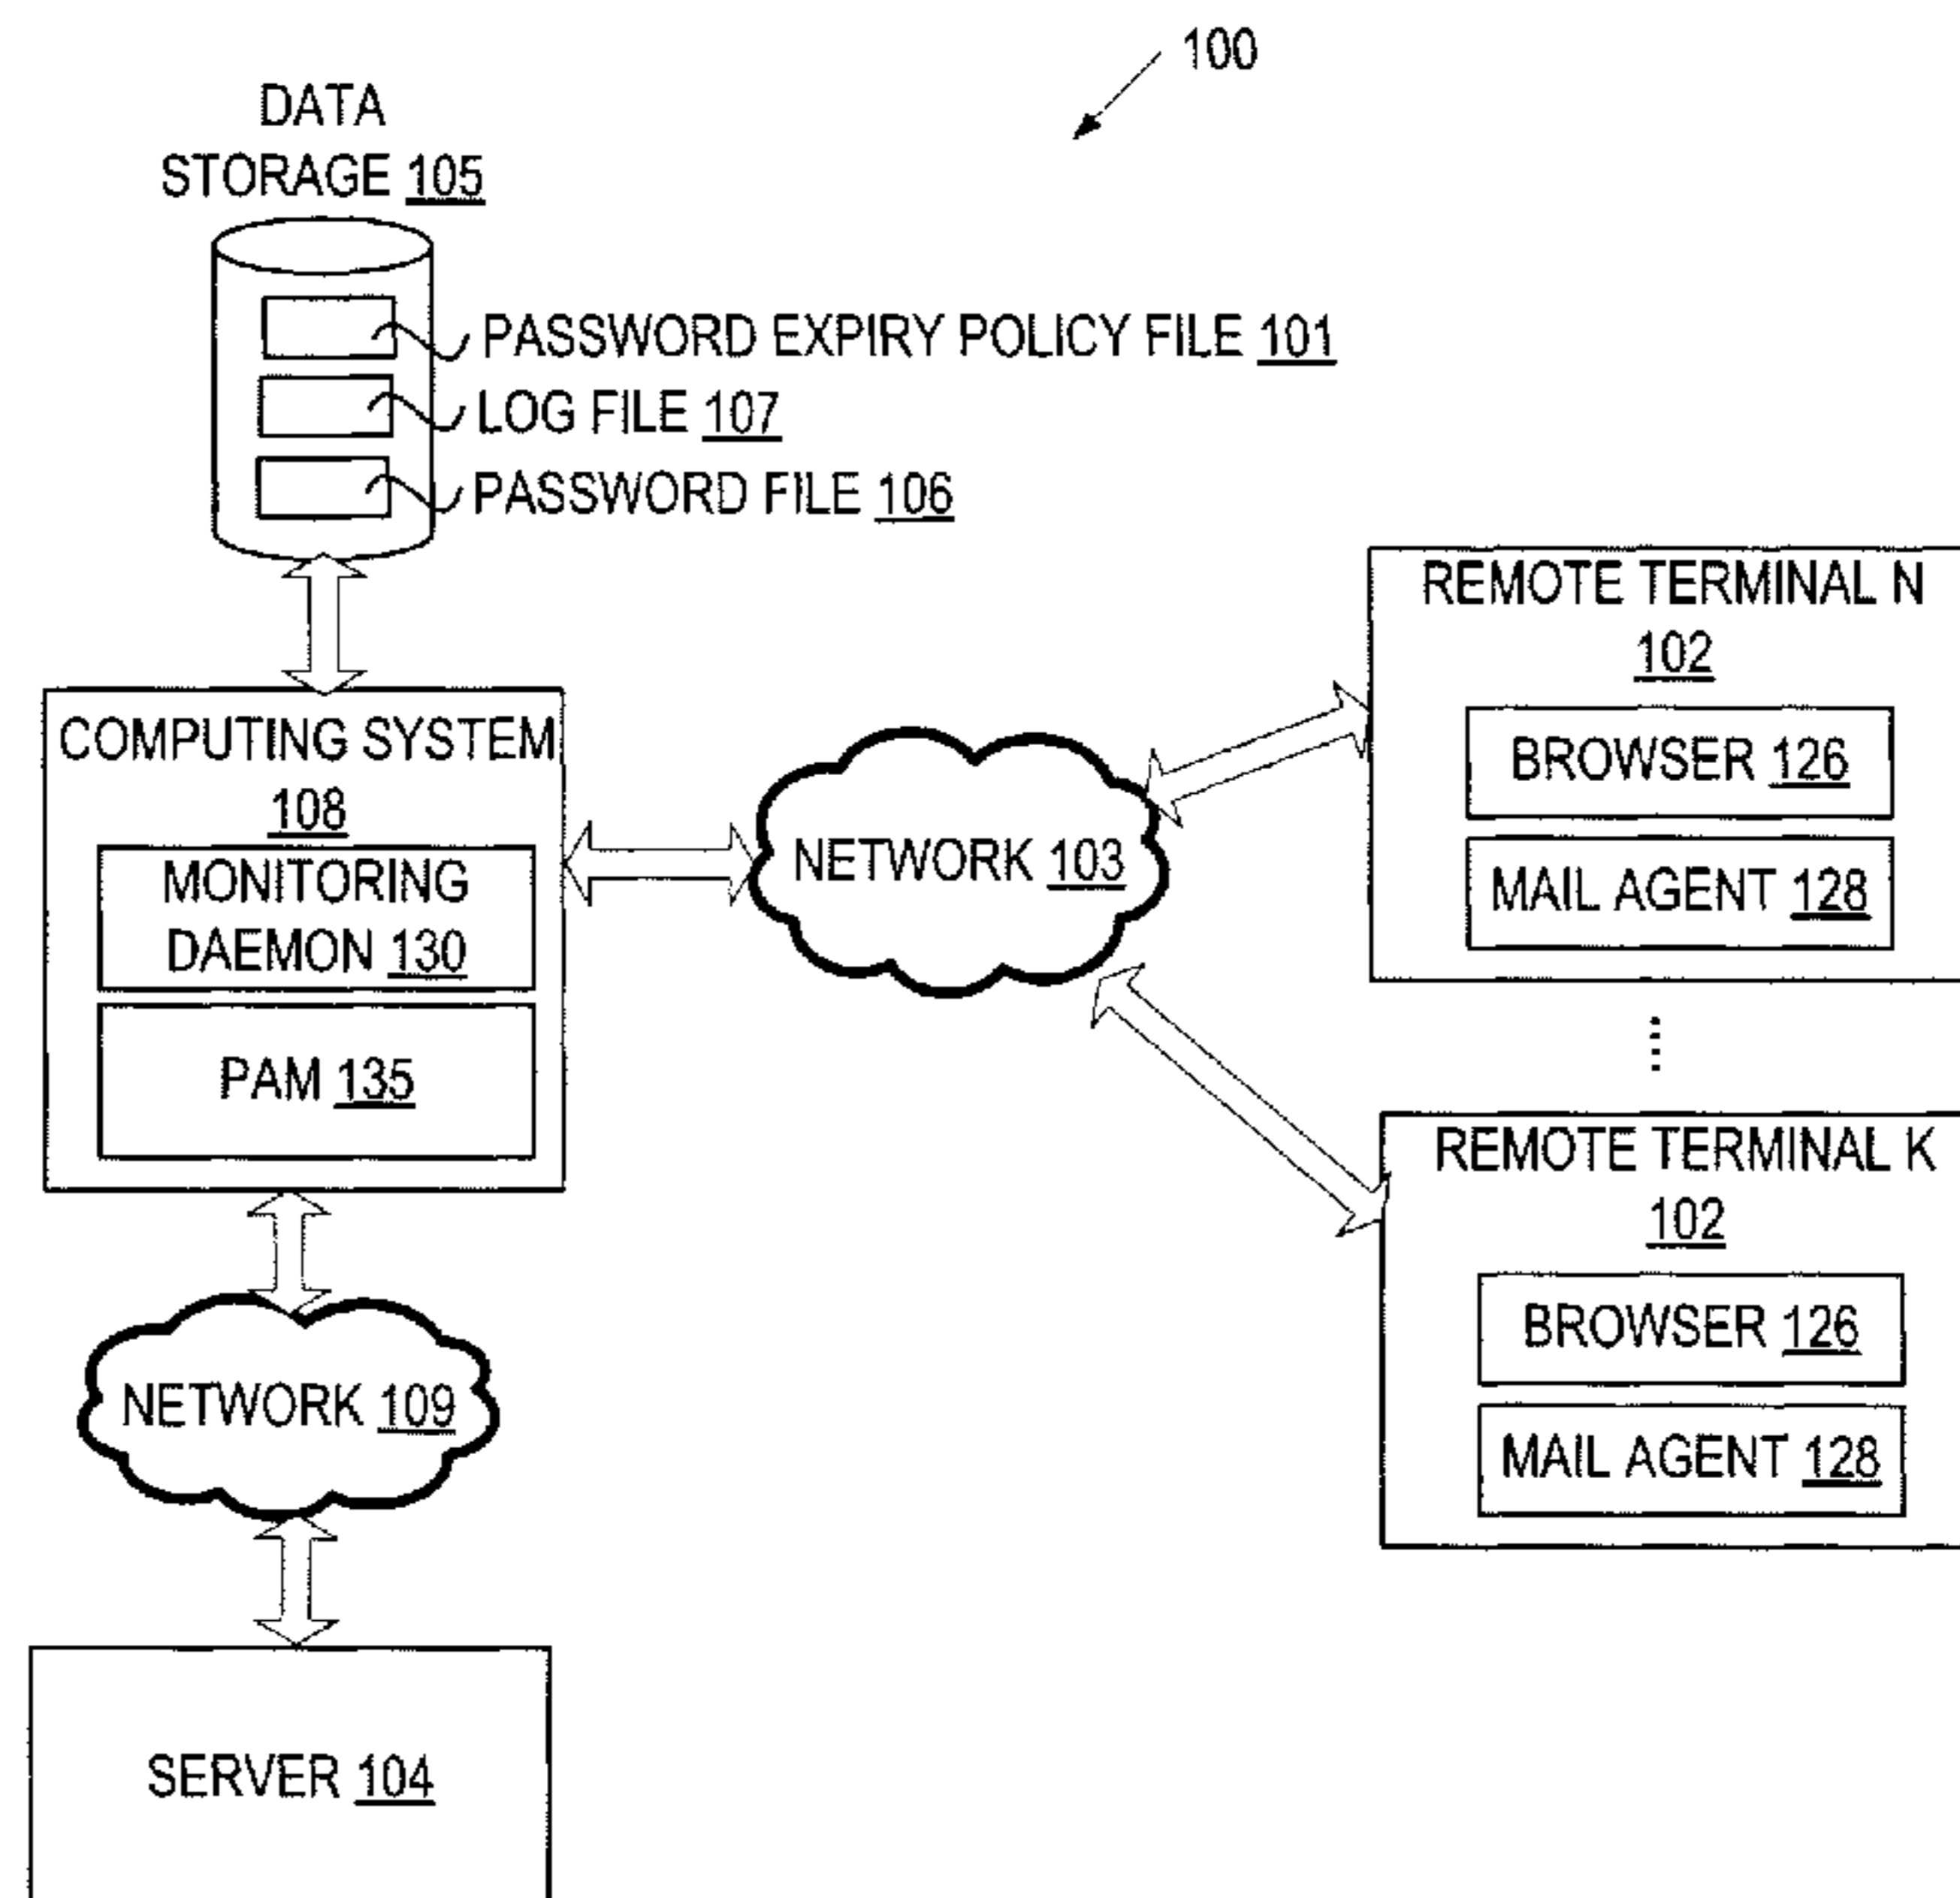 100
DATA
STORAGE 105
PASSWORD EXPIRY POLICY FILE 101
LOG FILE 107
PASSWORD FILE 106
COMPUTING SYSTEM
108
MONITORING
DAEMON 130
PAM 135
NETWORK 103
REMOTE TERMINAL N
102
BROWSER 126
MAIL AGENT 128
REMOTE TERMINAL K
102
BROWSER 126
MAIL AGENT 128
NETWORK 109
SERVER 104